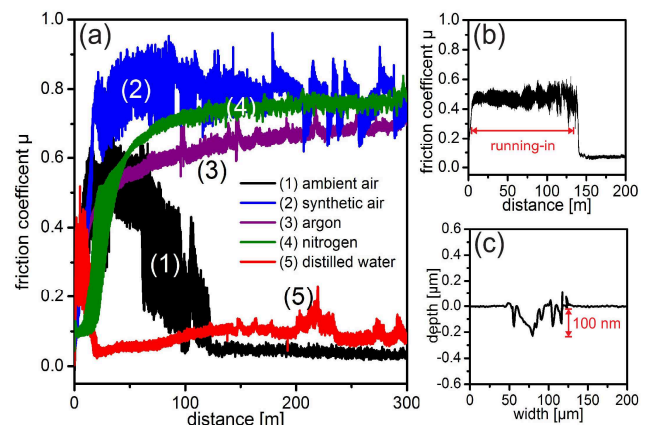 (a)
friction coefficent µ
1.0
0.8
0.6
0.4
0.2
0.0
(2)
(4)
(3)
(1)
(5)
(1) ambient air
(2) synthetic air
(3) argon
(4) nitrogen
(5) distilled water
0 100 200 300
distance [m]
(b)
friction coefficent µ
1.0
0.8
0.6
0.4
0.2
0.0
running-in
0 50 100 150 200
distance [m]
(c)
depth [µm]
0.6
0.4
0.2
0.0
-0.2
-0.4
-0.6
100 nm
0 50 100 150 200
width [µm]